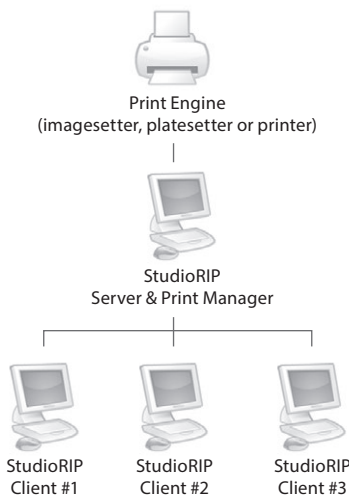 Print Engine
(imagesetter, platesetter or printer)
StudioRIP
Server & Print Manager
StudioRIP
Client #1
StudioRIP
Client #2
StudioRIP
Client #3